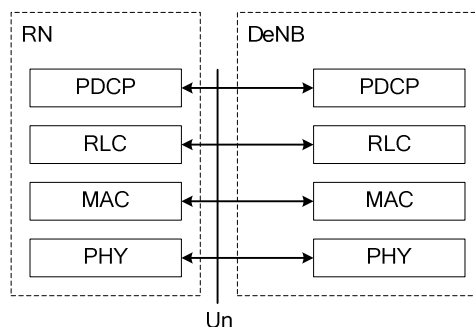 RN DeNB
PDCP PDCP
RLC RLC
MAC MAC
PHY PHY
Un